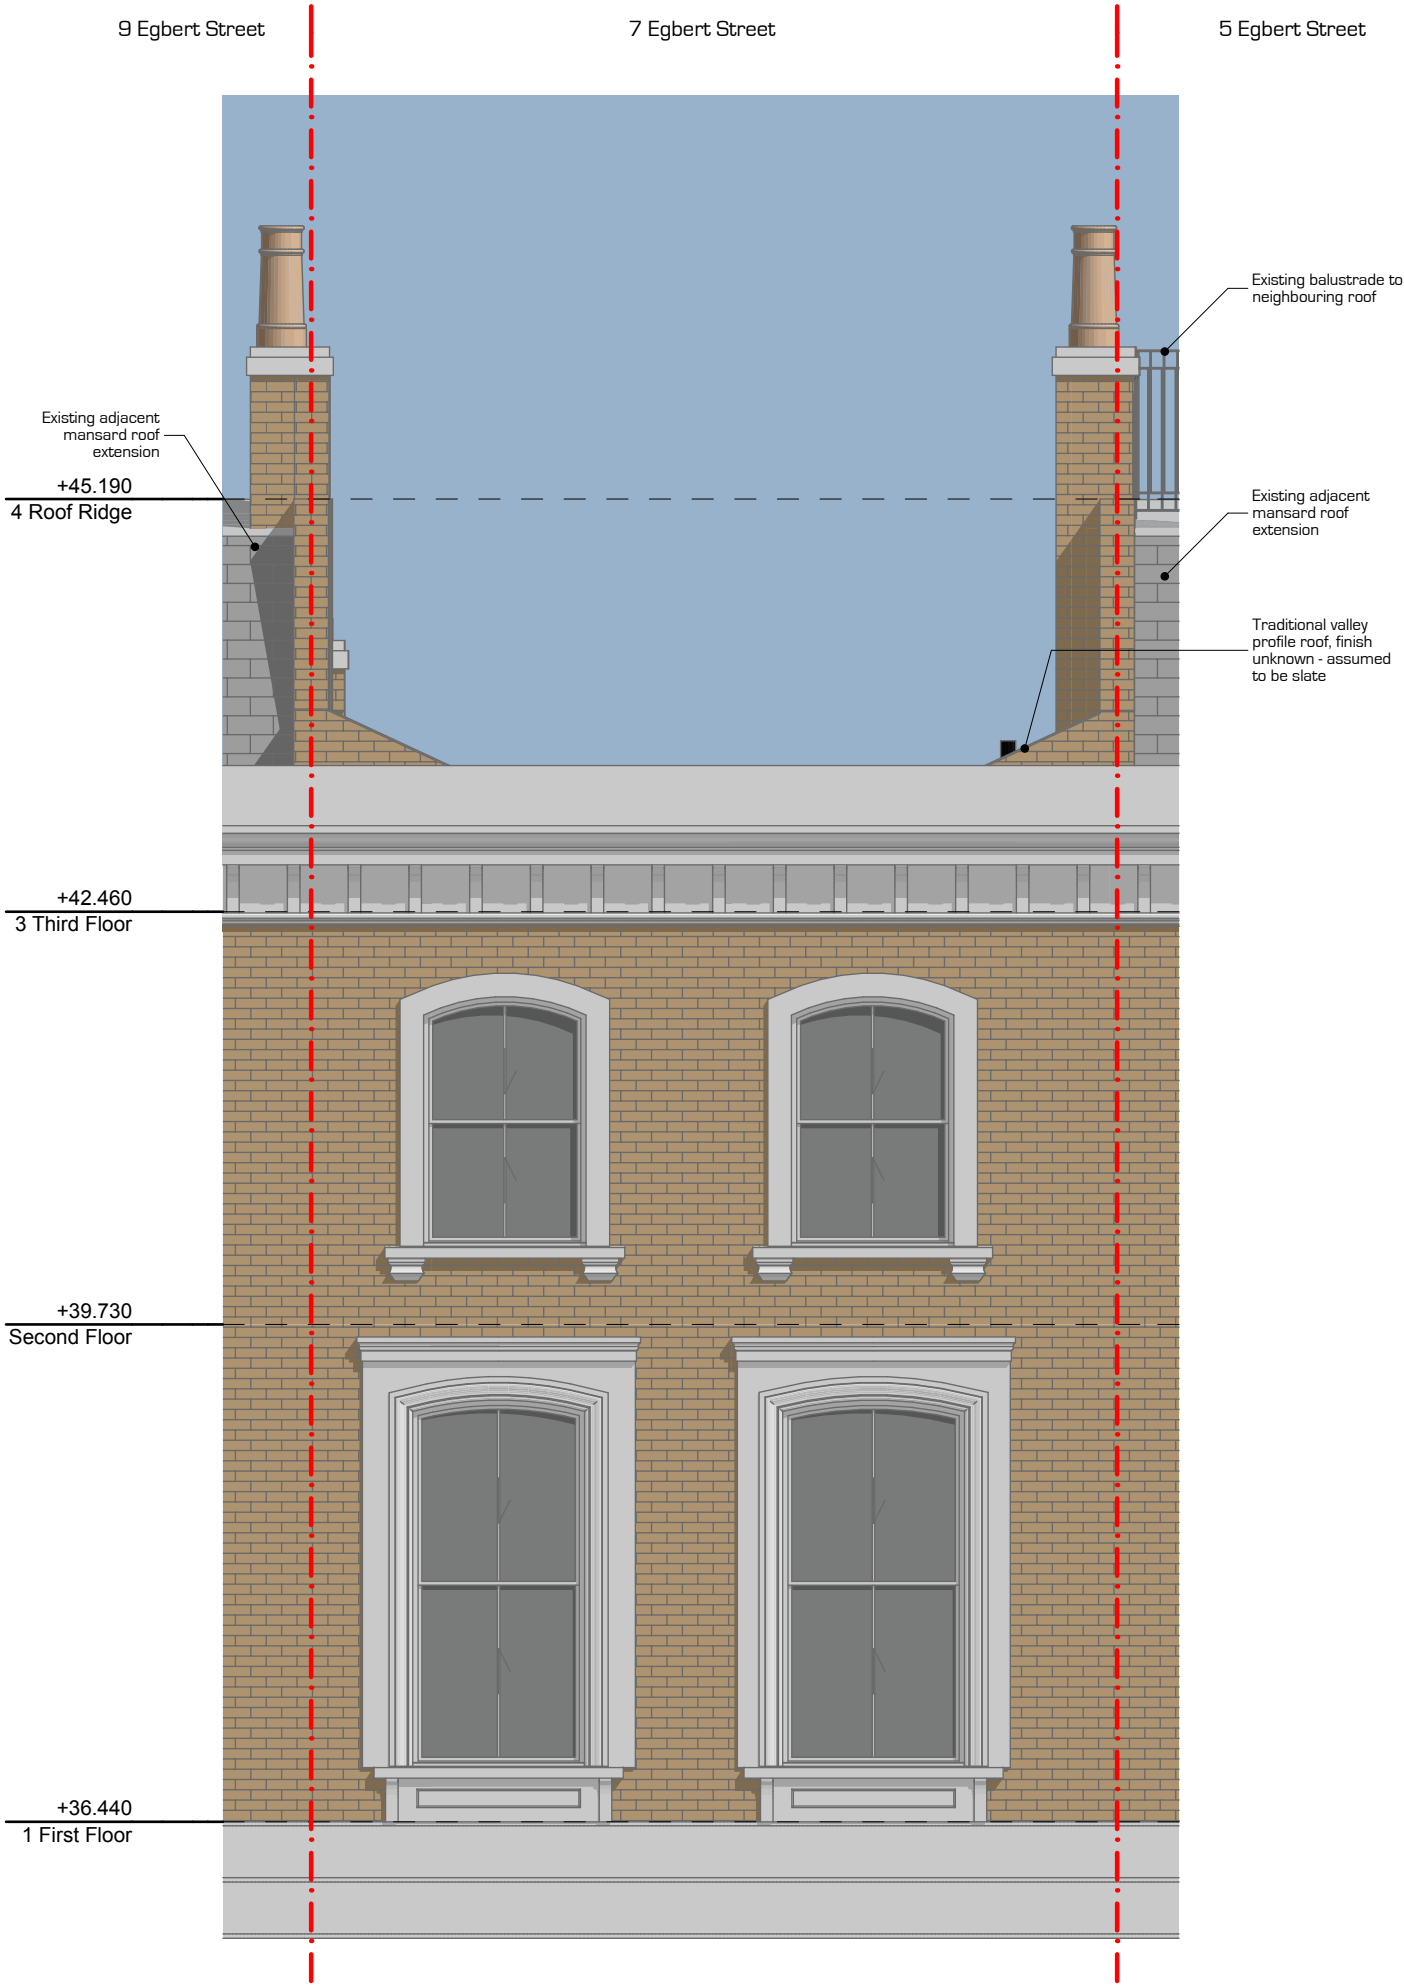 9 Egbert Street
7 Egbert Street
5 Egbert Street
Existing balustrade to
neighbouring roof
Existing adjacent
mansard roof
extension
+45.190
4 Roof Ridge
Existing adjacent
mansard roof
extension
Traditional valley
profile roof, finish
unknown - assumed
to be slate
+42.460
3 Third Floor
+39.730
Second Floor
+36.440
1 First Floor